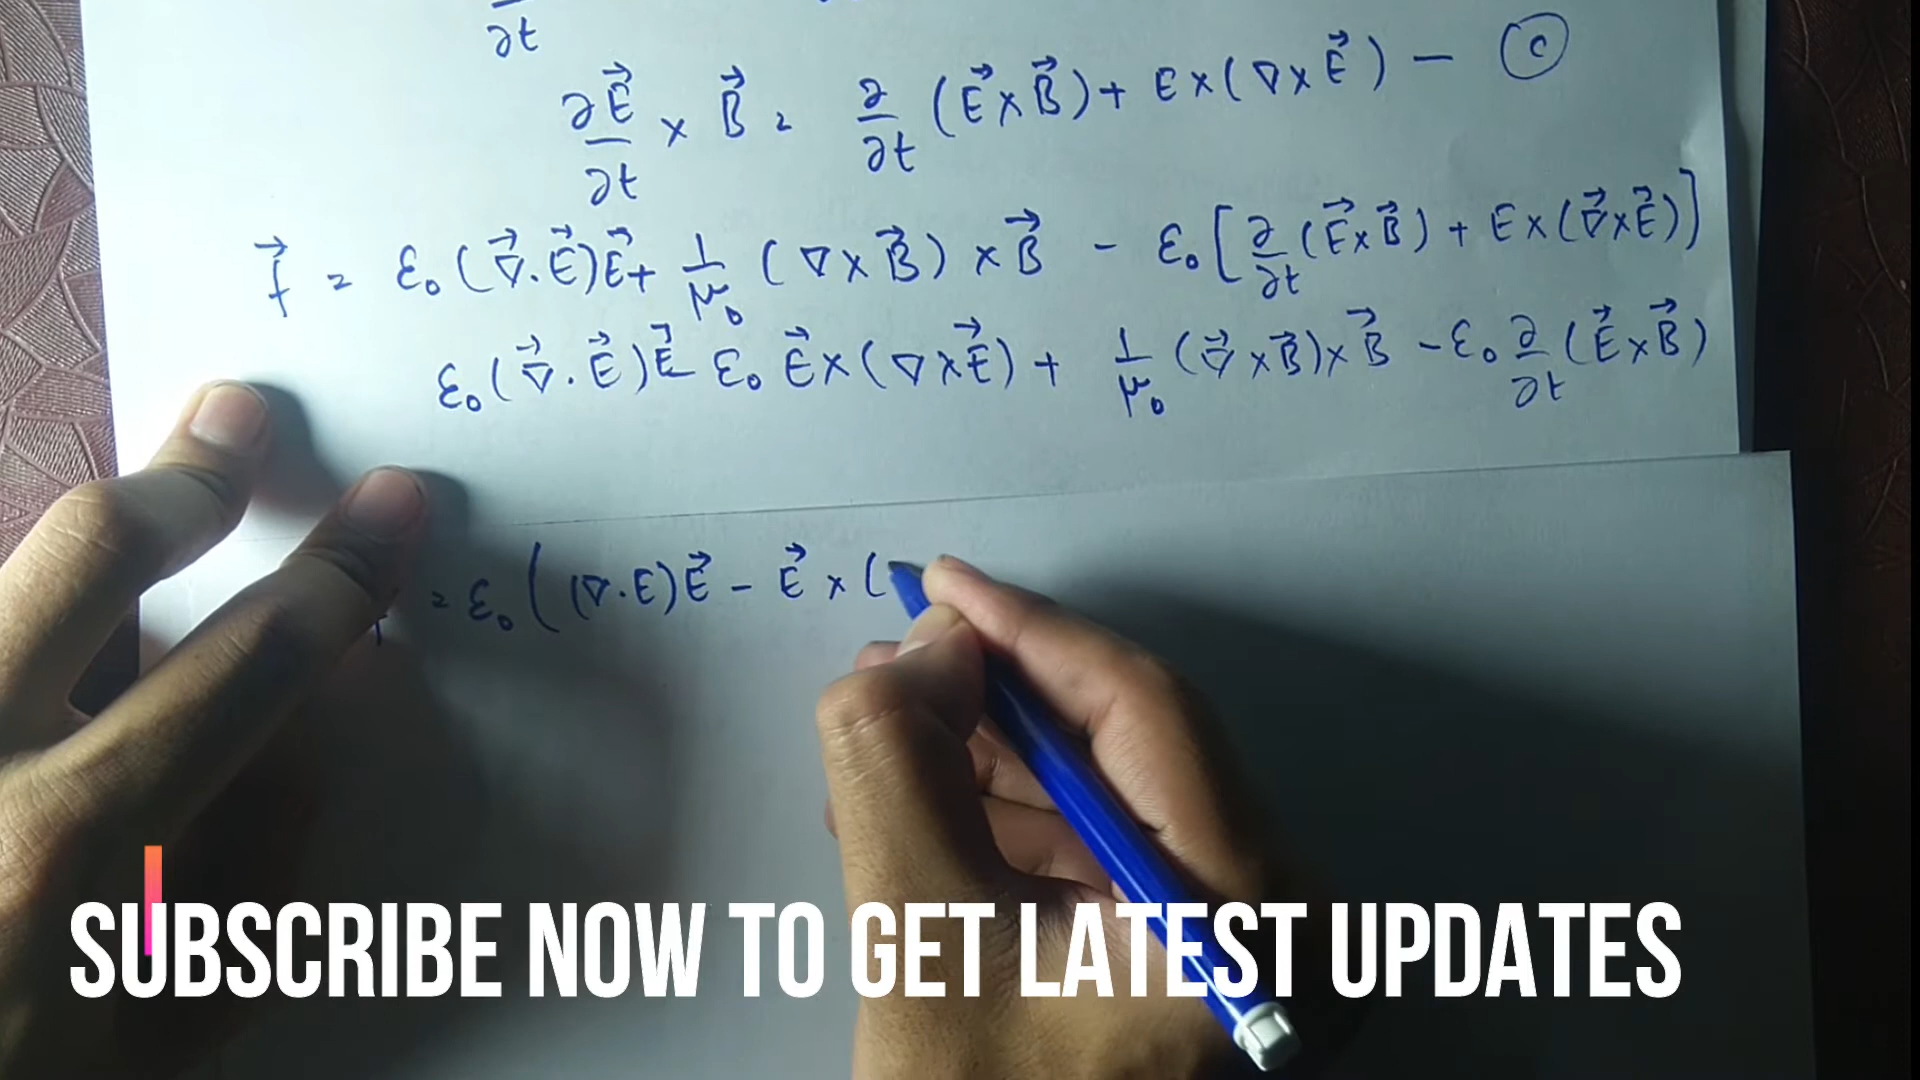 ∂t
∂E⃗/∂t × B⃗ = ∂/∂t (E⃗×B⃗) + E×(∇×E⃗) — ⓒ
f⃗ = ε₀(∇⃗.E⃗)E⃗ + 1/μ₀ (∇×B⃗)×B⃗ - ε₀[∂/∂t (E⃗×B⃗) + E×(∇⃗×E⃗)]
ε₀(∇⃗.E⃗)E⃗ - ε₀ E⃗×(∇×E⃗) + 1/μ₀ (∇⃗×B⃗)×B⃗ - ε₀ ∂/∂t (E⃗×B⃗)
= ε₀((∇.E)E⃗ - E⃗×(
SUBSCRIBE NOW TO GET LATEST UPDATES